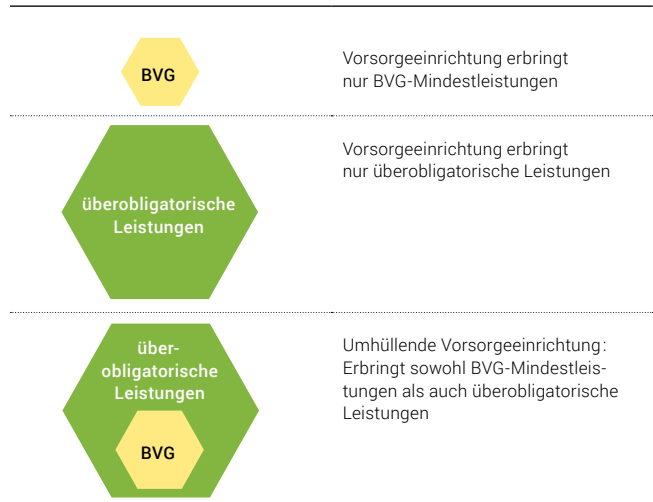 BVG
Vorsorgeeinrichtung erbringt
nur BVG-Mindestleistungen
überobligatorische
Leistungen
Vorsorgeeinrichtung erbringt
nur überobligatorische Leistungen
über-
obligatorische
Leistungen
BVG
Umhüllende Vorsorgeeinrichtung:
Erbringt sowohl BVG-Mindestleis-
tungen als auch überobligatorische
Leistungen